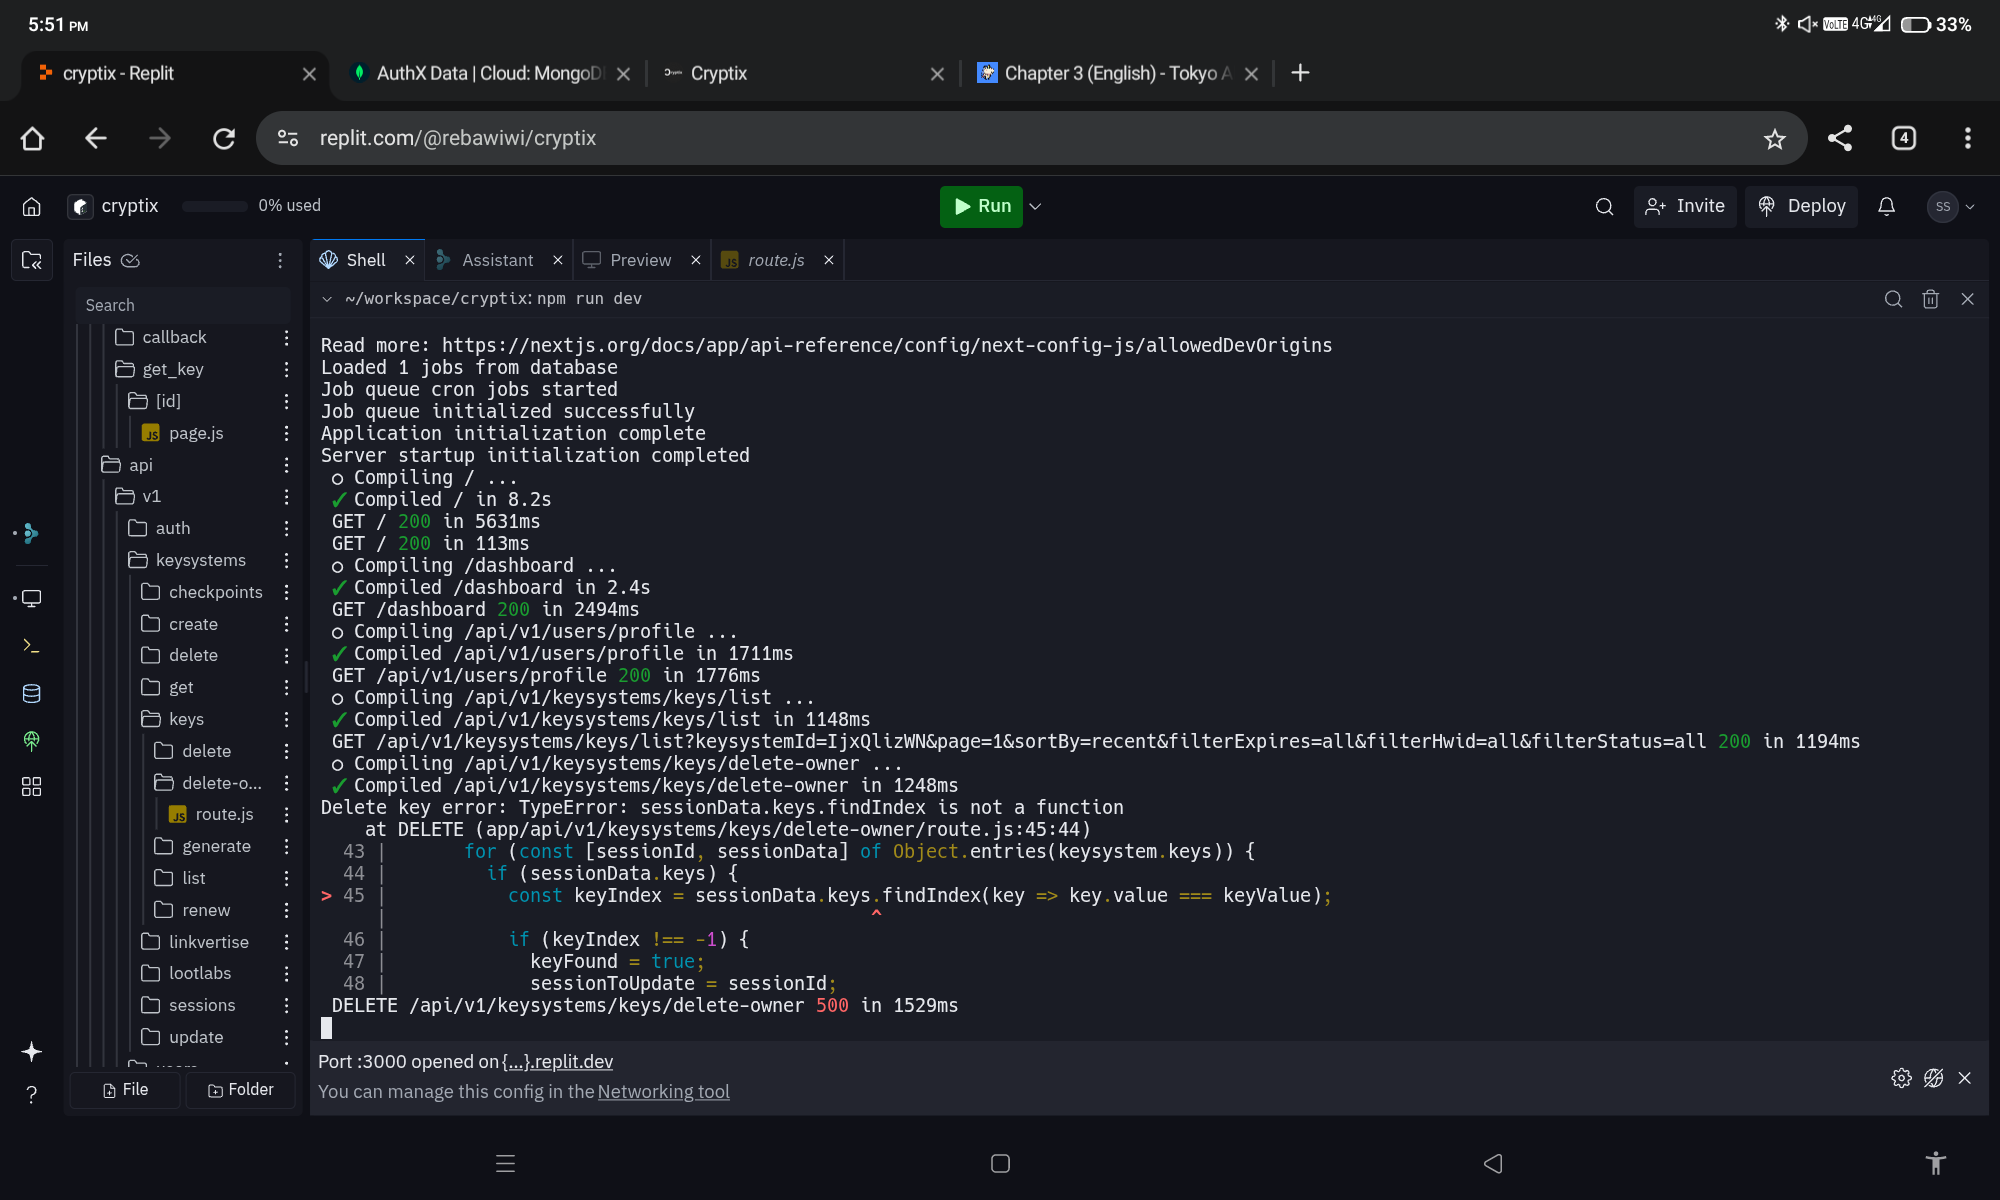 5:51 PM
VoLTE 4G 4G 33%
cryptix - Replit
AuthX Data | Cloud: MongoD
Cryptix
Chapter 3 (English) - Tokyo A
replit.com/@rebawiwi/cryptix
4
cryptix
0% used
Run
Invite
Deploy
SS
Files
Shell
Assistant
Preview
JS route.js
Search
~/workspace/cryptix: npm run dev
callback
get_key
[id]
JS page.js
api
v1
auth
keysystems
checkpoints
create
delete
get
keys
delete
delete-o...
JS route.js
generate
list
renew
linkvertise
lootlabs
sessions
update
File
Folder
Read more: https://nextjs.org/docs/app/api-reference/config/next-config-js/allowedDevOrigins
Loaded 1 jobs from database
Job queue cron jobs started
Job queue initialized successfully
Application initialization complete
Server startup initialization completed
○ Compiling / ...
✓ Compiled / in 8.2s
GET / 200 in 5631ms
GET / 200 in 113ms
○ Compiling /dashboard ...
✓ Compiled /dashboard in 2.4s
GET /dashboard 200 in 2494ms
○ Compiling /api/v1/users/profile ...
✓ Compiled /api/v1/users/profile in 1711ms
GET /api/v1/users/profile 200 in 1776ms
○ Compiling /api/v1/keysystems/keys/list ...
✓ Compiled /api/v1/keysystems/keys/list in 1148ms
GET /api/v1/keysystems/keys/list?keysystemId=IjxQlizWN&page=1&sortBy=recent&filterExpires=all&filterHwid=all&filterStatus=all 200 in 1194ms
○ Compiling /api/v1/keysystems/keys/delete-owner ...
✓ Compiled /api/v1/keysystems/keys/delete-owner in 1248ms
Delete key error: TypeError: sessionData.keys.findIndex is not a function
at DELETE (app/api/v1/keysystems/keys/delete-owner/route.js:45:44)
43 | for (const [sessionId, sessionData] of Object.entries(keysystem.keys)) {
44 | if (sessionData.keys) {
> 45 | const keyIndex = sessionData.keys.findIndex(key => key.value === keyValue);
| ^
46 | if (keyIndex !== -1) {
47 | keyFound = true;
48 | sessionToUpdate = sessionId;
DELETE /api/v1/keysystems/keys/delete-owner 500 in 1529ms
Port :3000 opened on {...}.replit.dev
You can manage this config in the Networking tool
?